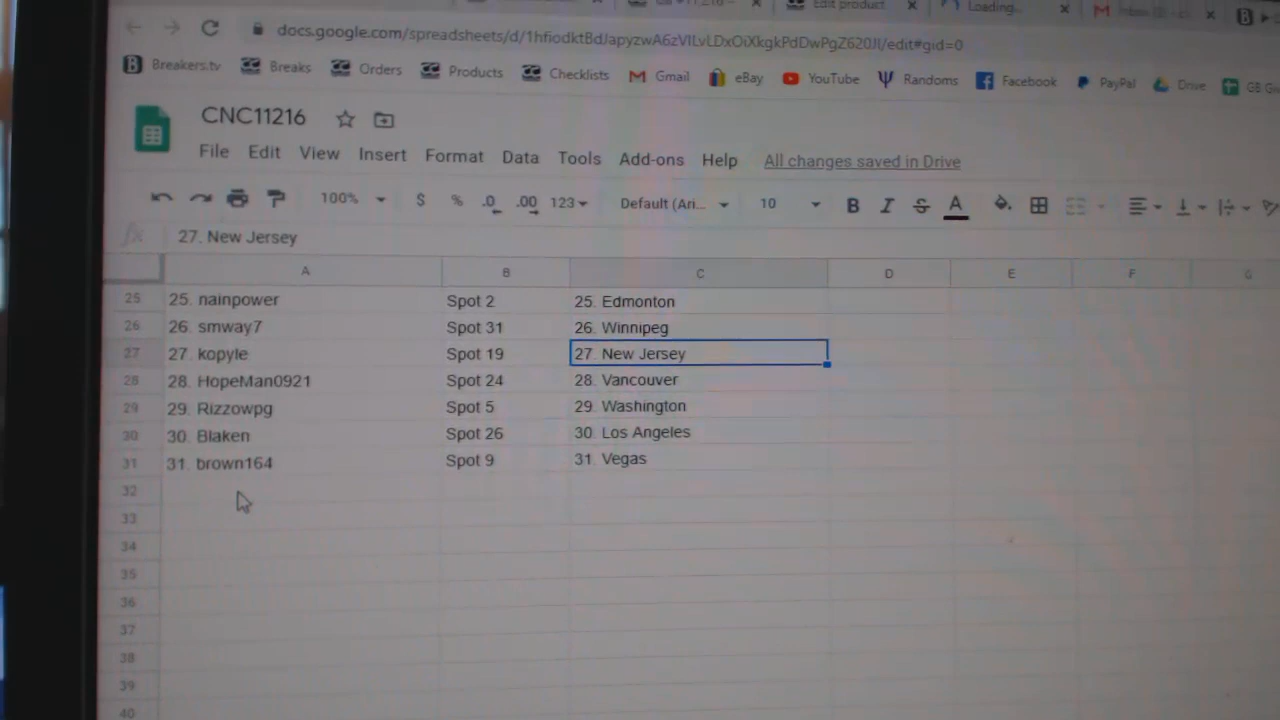 Edit product
Loading...
docs.google.com/spreadsheets/d/
/edit#gid=0
Breakers.tv Breaks Orders Products Checklists Gmail eBay YouTube Randoms Facebook PayPal Drive
CNC11216
File Edit View Insert Format Data Tools Add-ons Help All changes saved in Drive
100% $ % .0 .00 123 Default (Ari... 10 B I S A
fx 27. New Jersey
A B C D E F G
25 25. nainpower Spot 2 25. Edmonton
26 26. smway7 Spot 31 26. Winnipeg
27 27. kopyle Spot 19 27. New Jersey
28 28. HopeMan0921 Spot 24 28. Vancouver
29 29. Rizzowpg Spot 5 29. Washington
30 30. Blaken Spot 26 30. Los Angeles
31 31. brown164 Spot 9 31. Vegas
32
33
34
35
36
37
38
39
40